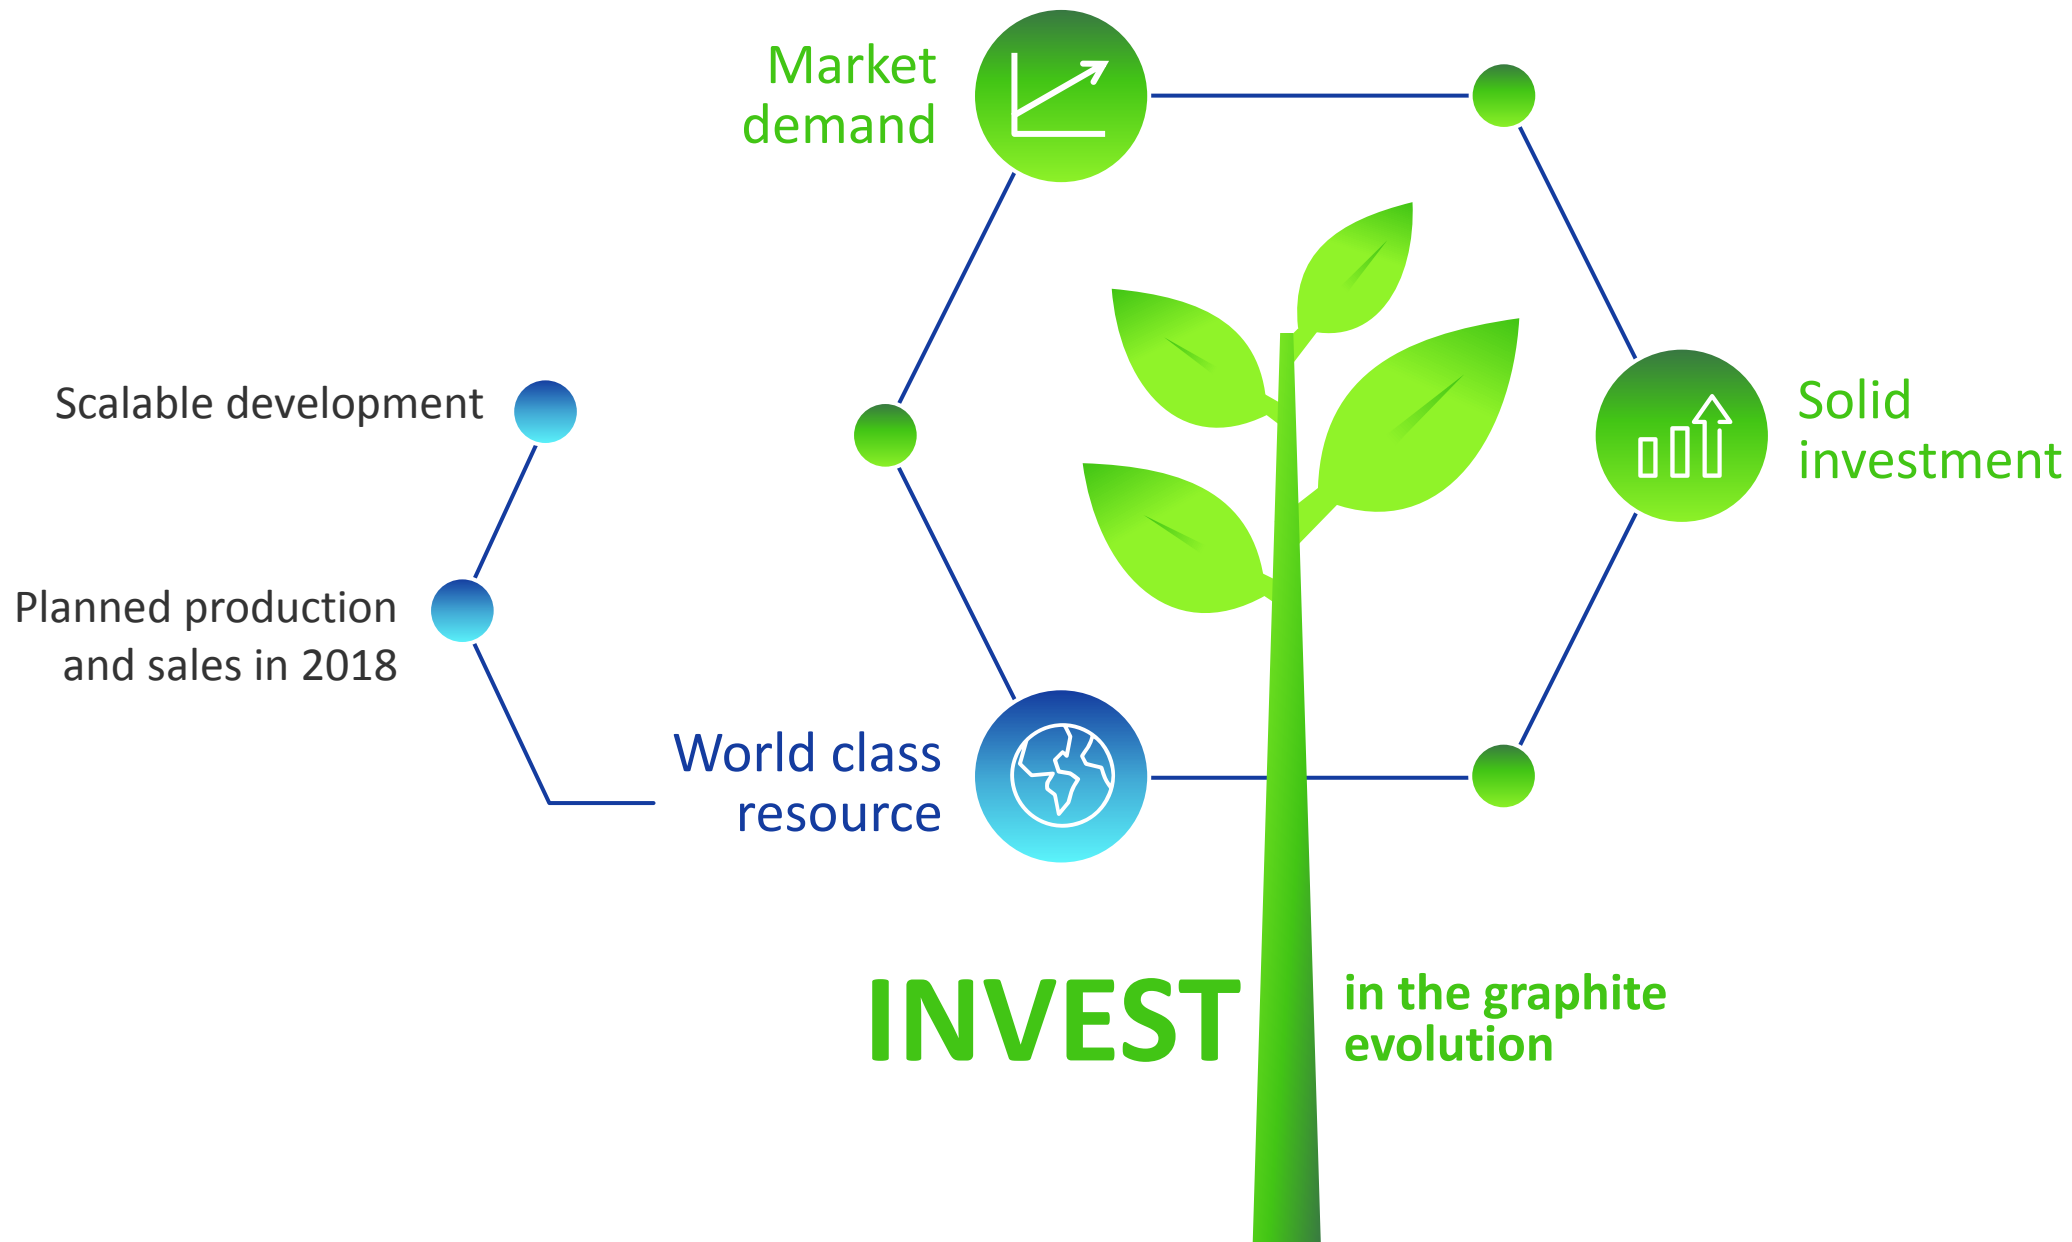 Market
demand
Solid
investment
Scalable development
Planned production
and sales in 2018
World class
resource
INVEST
in the graphite
evolution